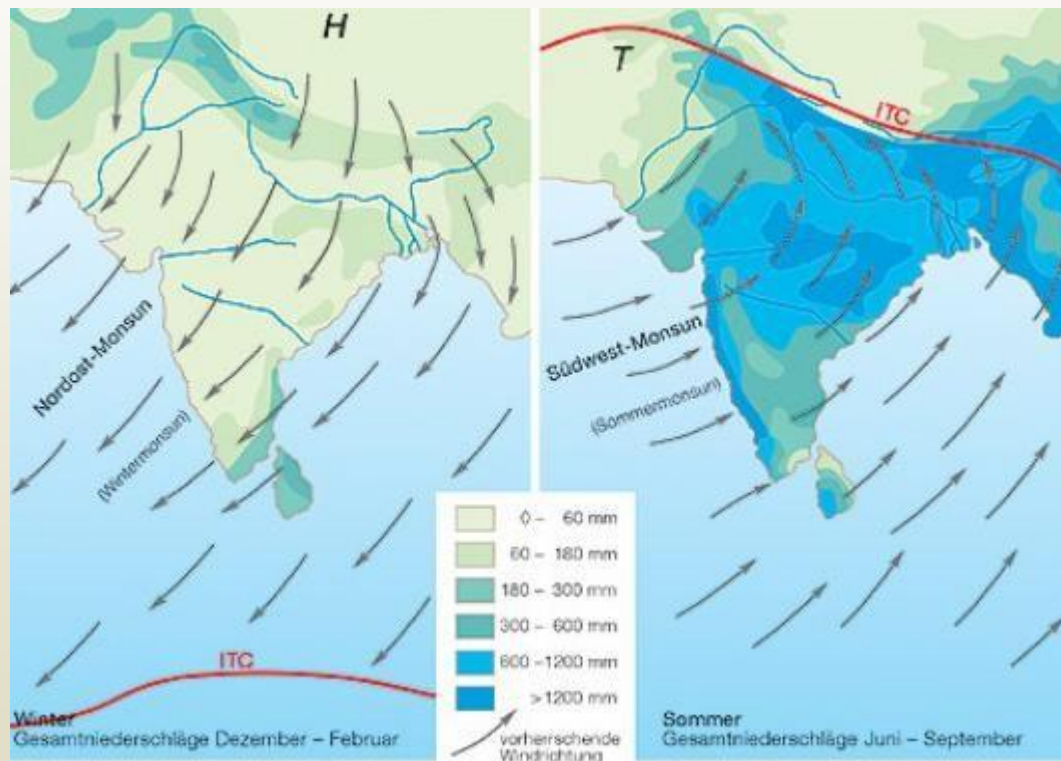 H
Nordost-Monsun
(Wintermonsun)
ITC
Winter
Gesamtniederschläge Dezember – Februar
T
ITC
Südwest-Monsun
(Sommermonsun)
0 – 60 mm
60 – 180 mm
180 – 300 mm
300 – 600 mm
600 – 1200 mm
> 1200 mm
vorherrschende
Windrichtung
Sommer
Gesamtniederschläge Juni – September